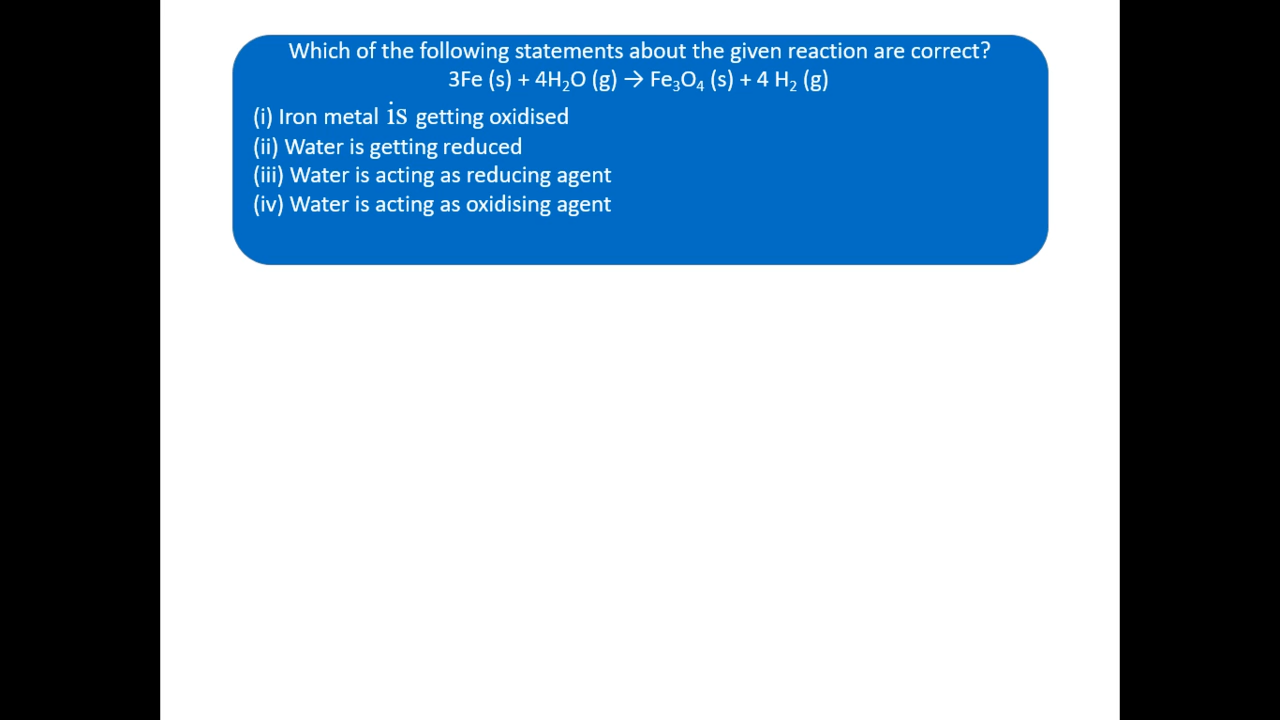 Which of the following statements about the given reaction are correct?
3Fe (s) + 4H₂O (g) → Fe₃O₄ (s) + 4 H₂ (g)
(i) Iron metal is getting oxidised
(ii) Water is getting reduced
(iii) Water is acting as reducing agent
(iv) Water is acting as oxidising agent